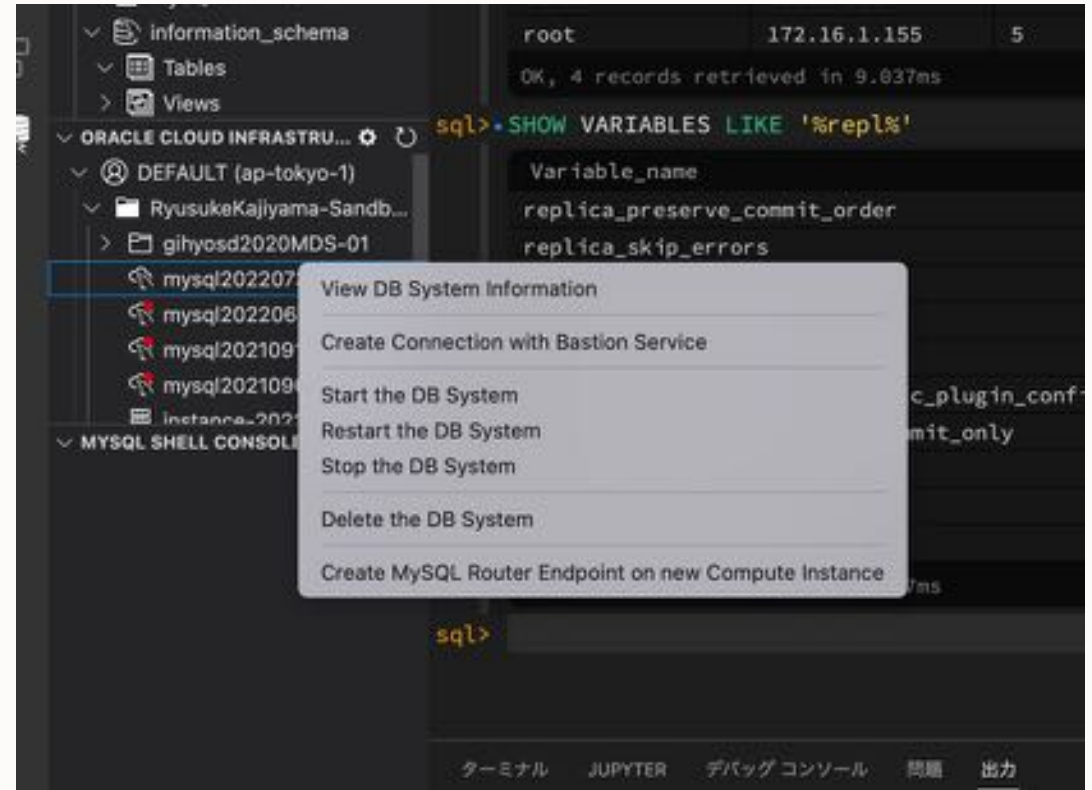 information_schema
Tables
Views
ORACLE CLOUD INFRASTRU...
DEFAULT (ap-tokyo-1)
RyusukeKajiyama-Sandb...
gihyosd2020MDS-01
mysql202207
mysql202206
mysql202109
mysql202109
instance-202
MYSQL SHELL CONSOL
root 172.16.1.155 5
OK, 4 records retrieved in 9.037ms
sql> SHOW VARIABLES LIKE '%repl%'
Variable_name
replica_preserve_commit_order
replica_skip_errors
View DB System Information
Create Connection with Bastion Service
Start the DB System
Restart the DB System
Stop the DB System
Delete the DB System
Create MySQL Router Endpoint on new Compute Instance
c_plugin_confi
mit_only
7ms
sql>
ターミナル JUPYTER デバッグ コンソール 問題 出力